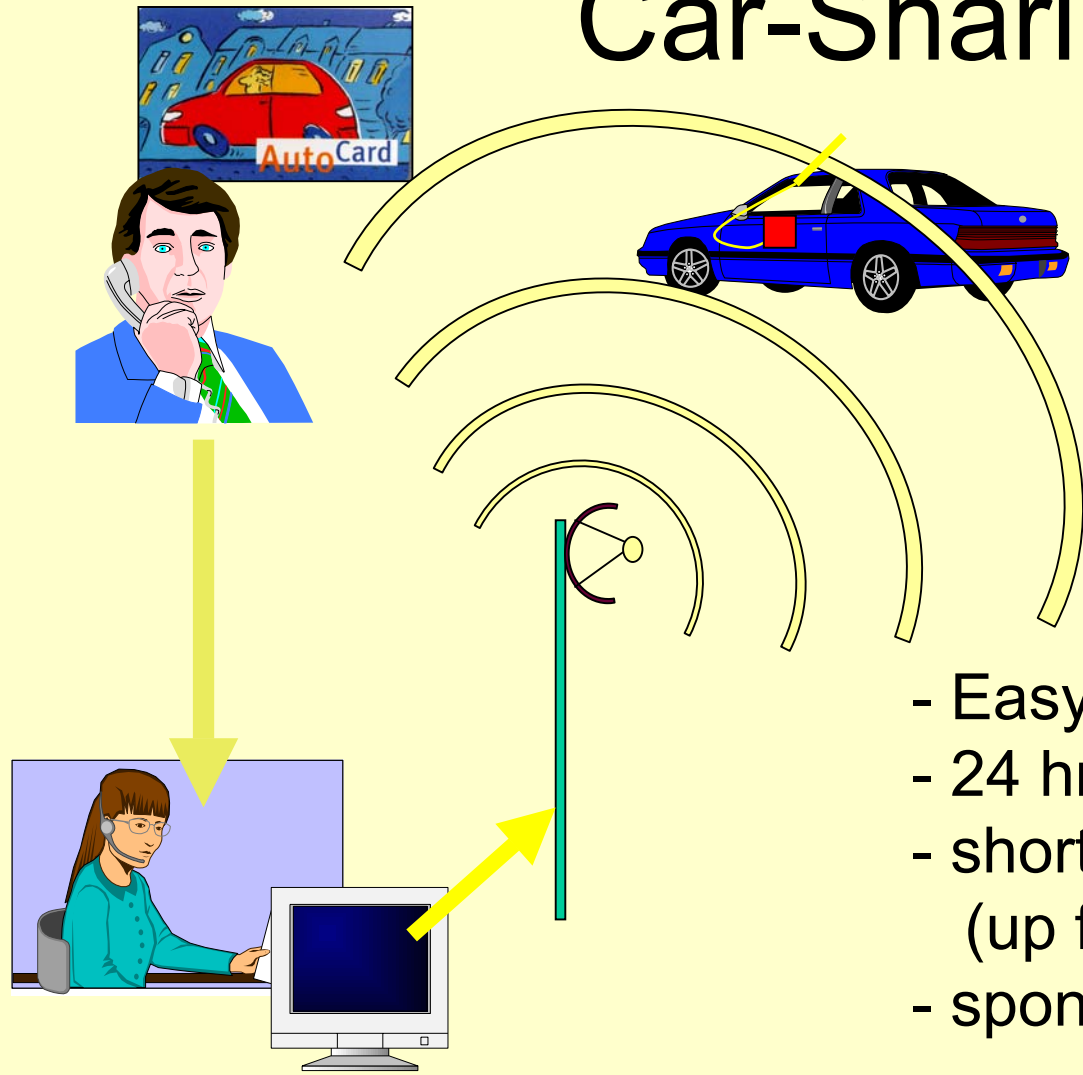 Car-Shari
AutoCard
- Easy
- 24 hr
- short
(up f
- spon